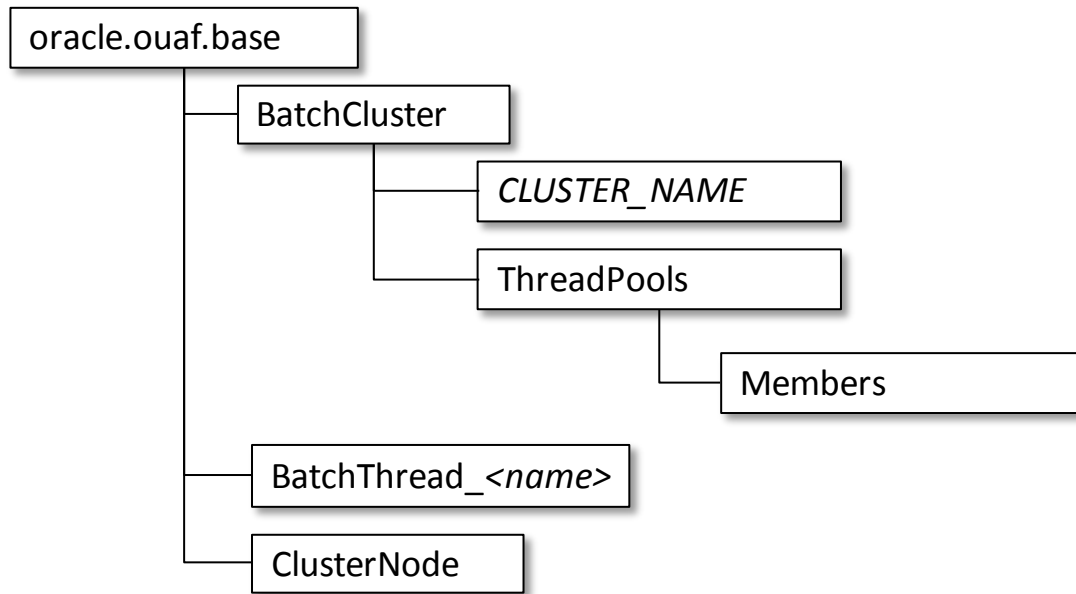 oracle.ouaf.base
BatchCluster
CLUSTER_NAME
ThreadPools
Members
BatchThread_<name>
ClusterNode